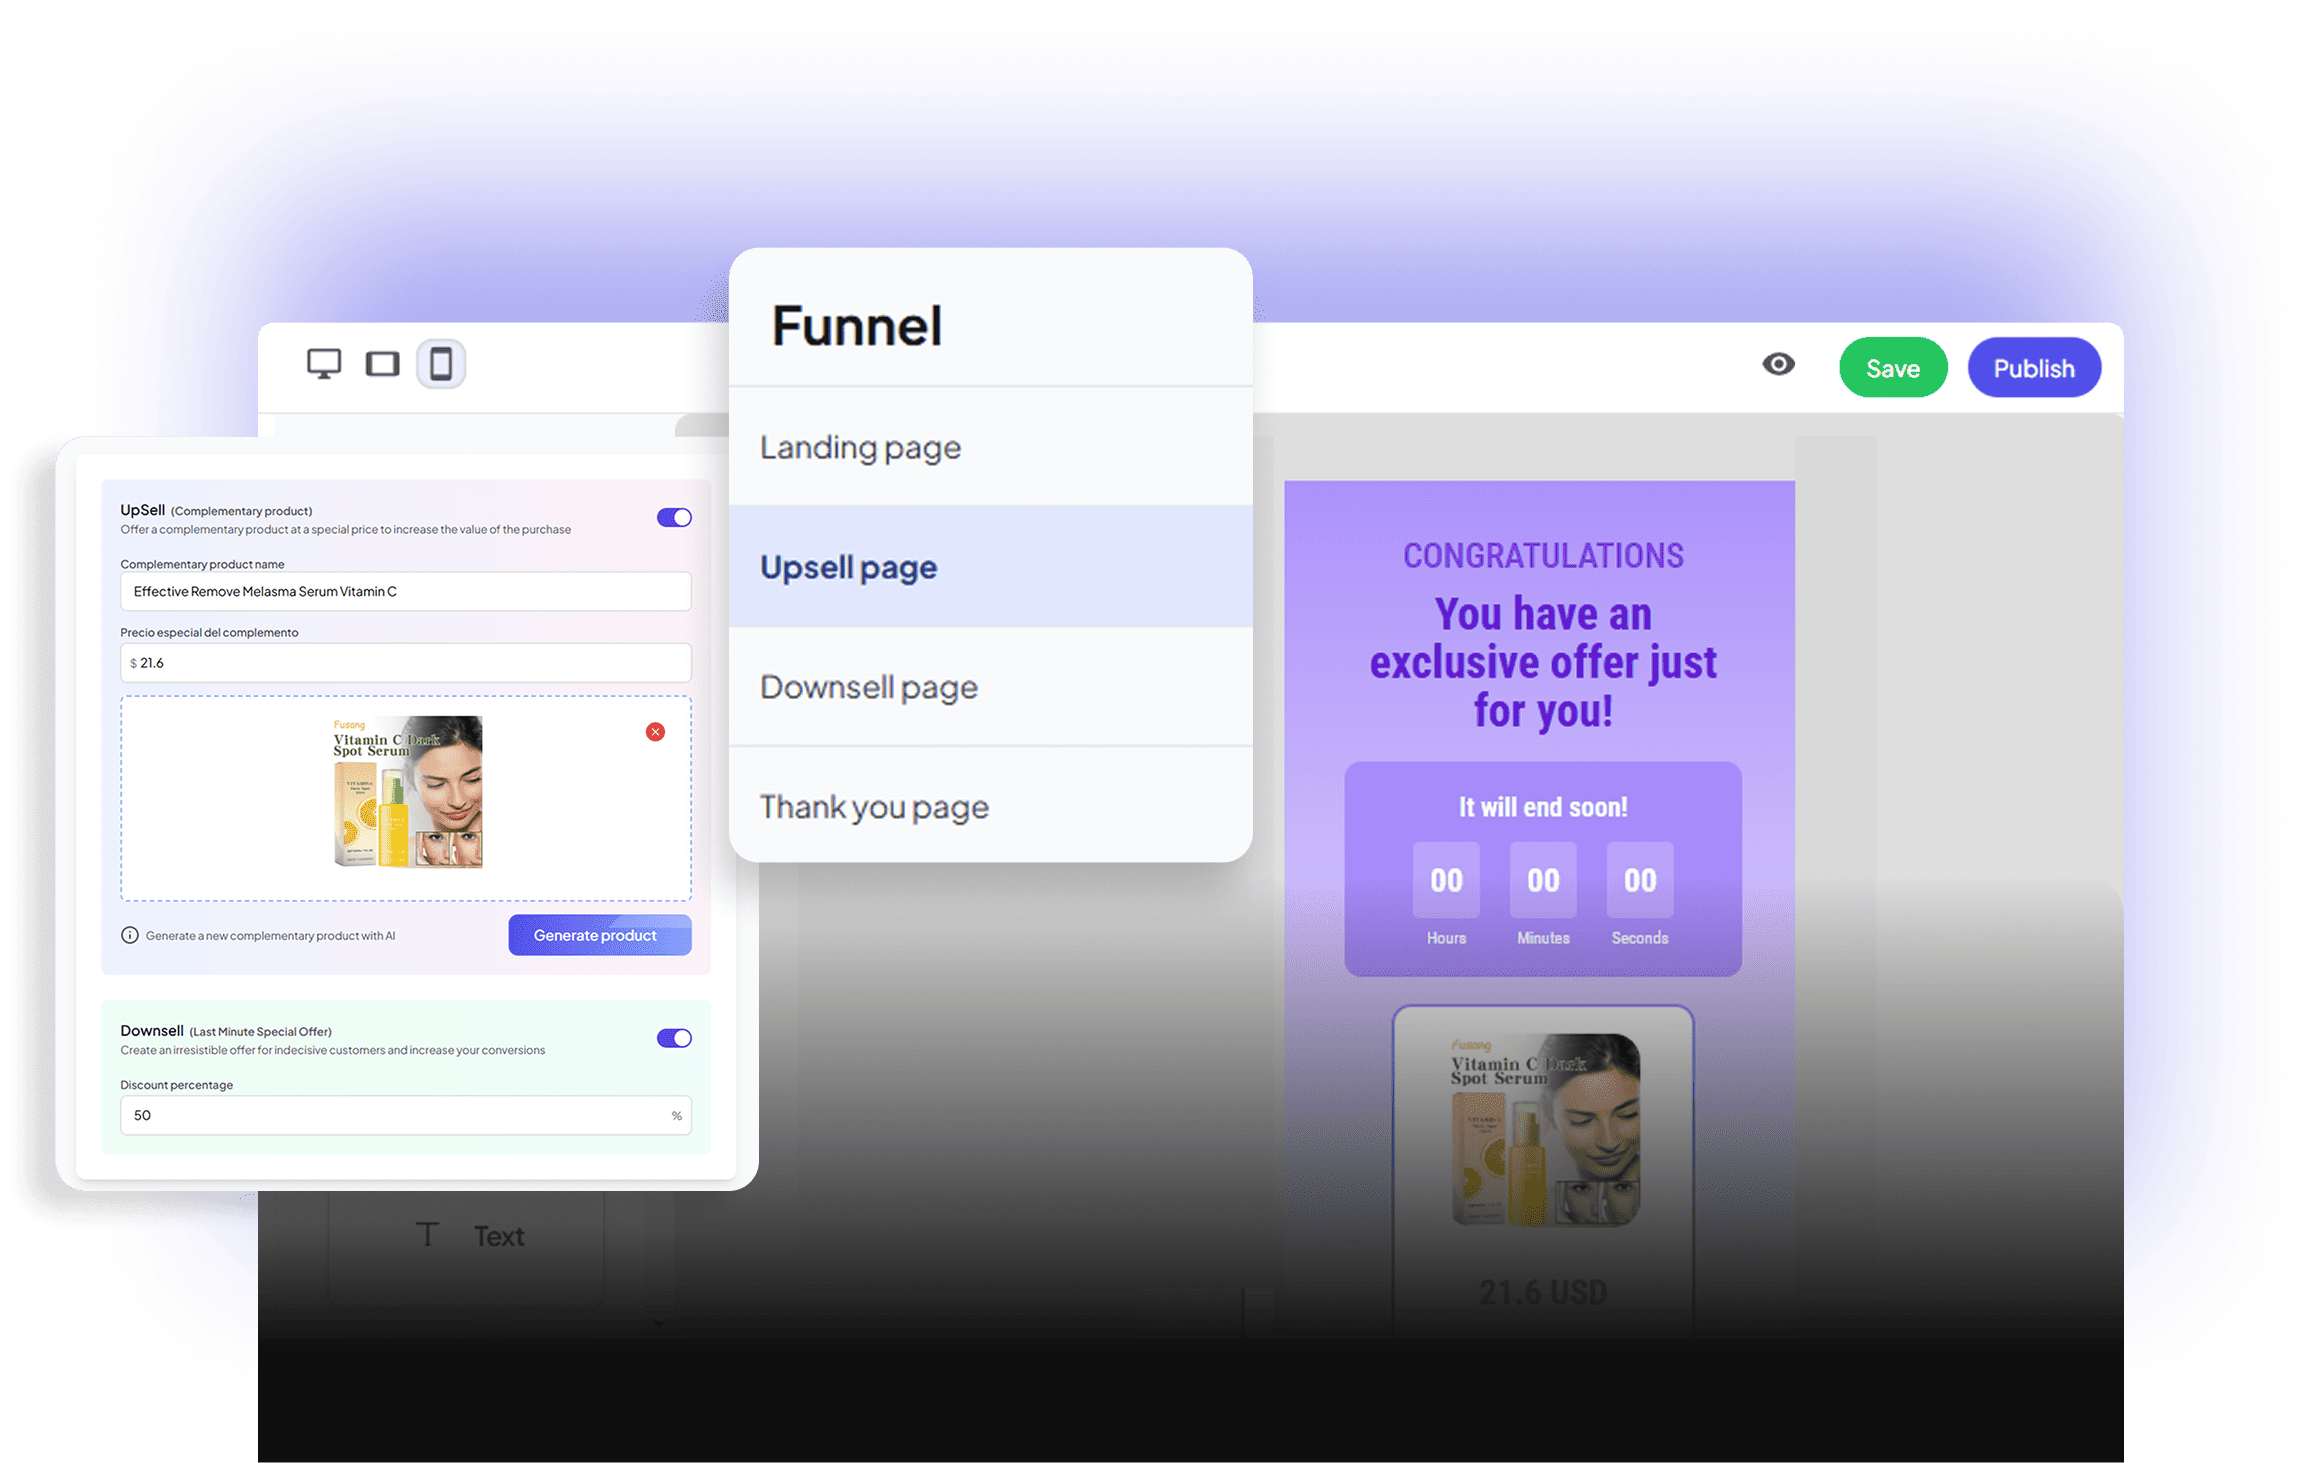 Funnel
Landing page
Upsell page
Downsell page
Thank you page
Save
Publish
UpSell (Complementary product)
Offer a complementary product at a special price to increase the value of the purchase
Complementary product name
Effective Remove Melasma Serum Vitamin C
Precio especial del complemento
$ 21.6
Fusang
Vitamin C Dark
Spot Serum
Generate a new complementary product with AI
Generate product
Downsell (Last Minute Special Offer)
Create an irresistible offer for indecisive customers and increase your conversions
Discount percentage
50 %
T Text
CONGRATULATIONS
You have an
exclusive offer just
for you!
It will end soon!
00 00 00
Hours Minutes Seconds
Fusang
Vitamin C Dark
Spot Serum
21.6 USD